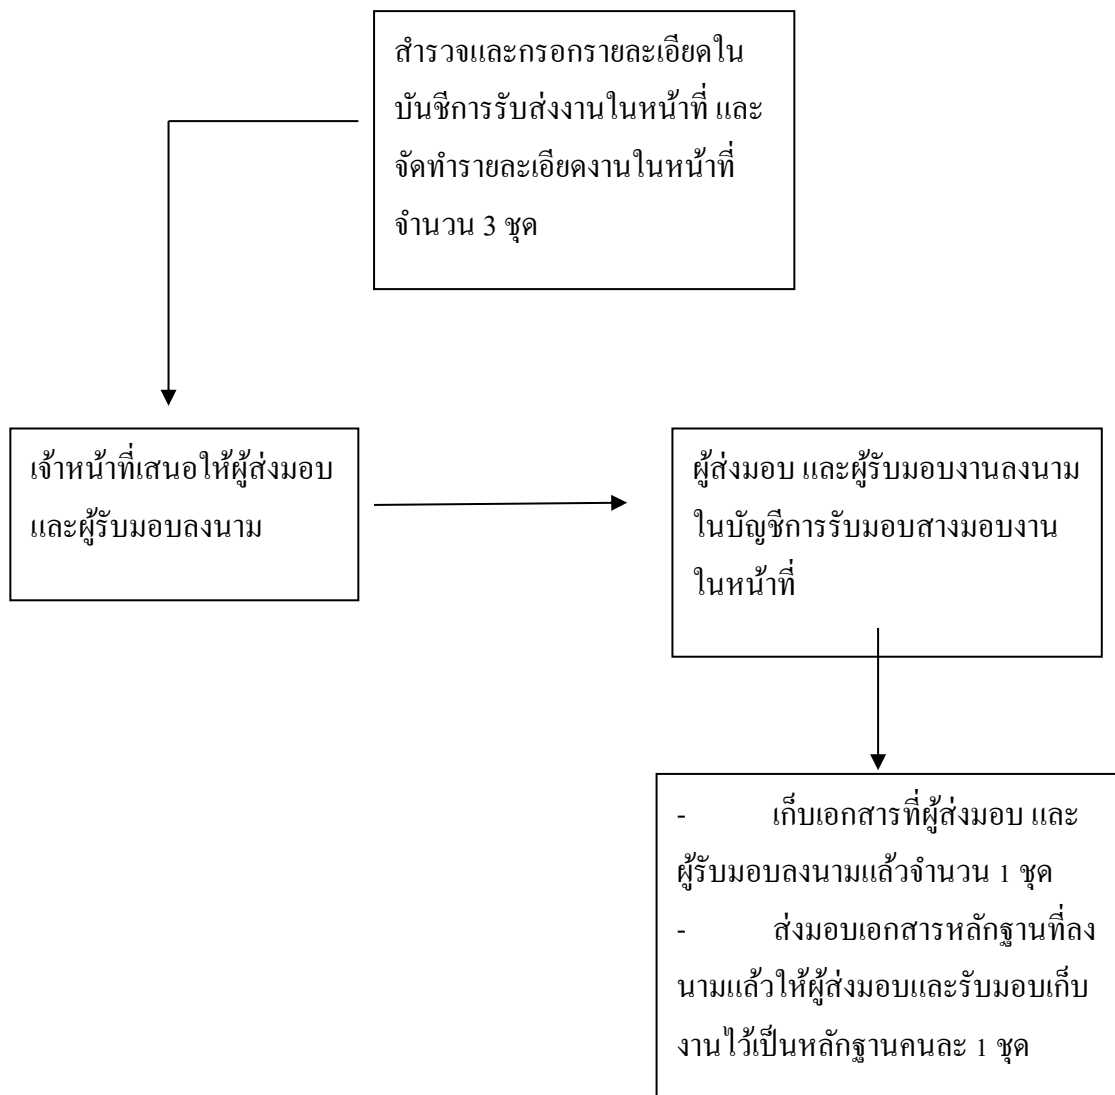 สำรวจและกรอกรายละเอียดใน
บันชีการรับส่งงานในหน้าที่ และ
จัดทำรายละเอียดงานในหน้าที่
จำนวน 3 ชุด
เจ้าหน้าที่เสนอให้ผู้ส่งมอบ
และผู้รับมอบลงนาม
ผู้ส่งมอบ และผู้รับมอบงานลงนาม
ในบัญชีการรับมอบสางมอบงาน
ในหน้าที่
- เก็บเอกสารที่ผู้ส่งมอบ และ
ผู้รับมอบลงนามแล้วจำนวน 1 ชุด
- ส่งมอบเอกสารหลักฐานที่ลง
นามแล้วให้ผู้ส่งมอบและรับมอบเก็บ
งานไว้เป็นหลักฐานคนละ 1 ชุด